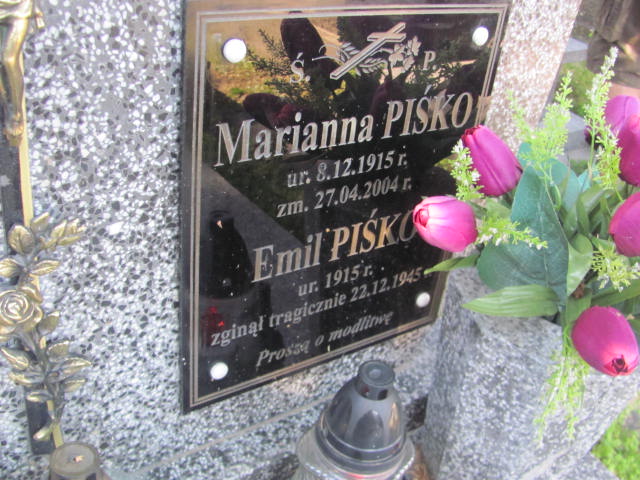 Ś P.
Marianna PIŚKO
ur. 8.12.1915 r.
zm. 27.04.2004 r.
Emil PIŚKO
ur. 1915 r.
zginął tragicznie 22.12.1945
Proszą o modlitwę